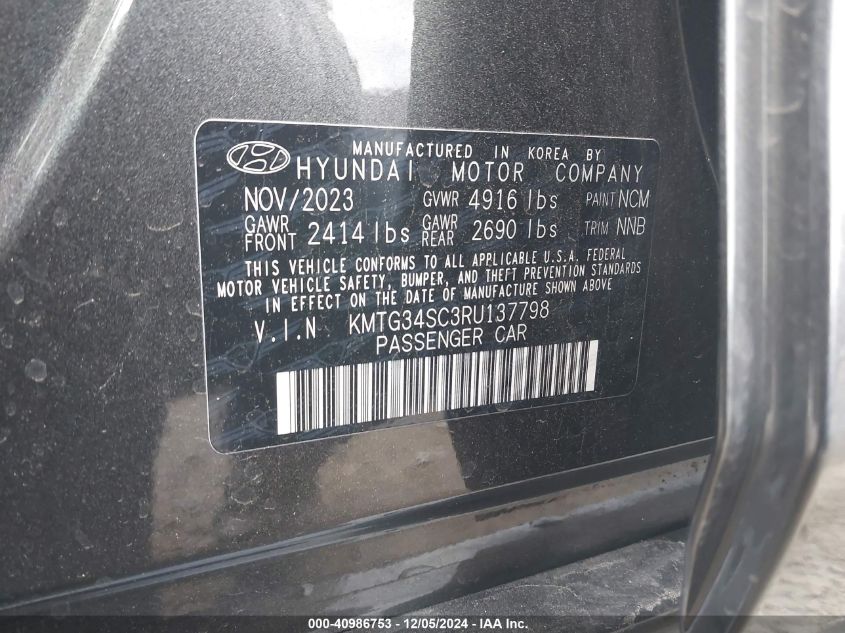 MANUFACTURED IN KOREA BY
HYUNDAI MOTOR COMPANY
NOV/2023 GVWR 4916 lbs PAINT NCM
GAWR FRONT 2414 lbs GAWR REAR 2690 lbs TRIM NNB
THIS VEHICLE CONFORMS TO ALL APPLICABLE U.S.A. FEDERAL
MOTOR VEHICLE SAFETY, BUMPER, AND THEFT PREVENTION STANDARDS
IN EFFECT ON THE DATE OF MANUFACTURE SHOWN ABOVE
V.I.N KMTG34SC3RU137798
PASSENGER CAR
000-40986753 - 12/05/2024 - IAAI.com